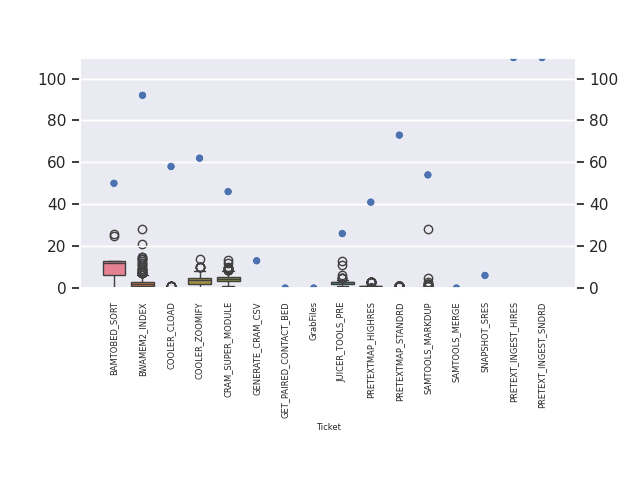 100
100
80
80
60
60
40
40
20
20
0
0
BAMTOBED_SORT
BWAMEM2_INDEX
COOLER_CLOAD
COOLER_ZOOMIFY
CRAM_SUPER_MODULE
GENERATE_CRAM_CSV
GET_PAIRED_CONTACT_BED
GrabFiles
JUICER_TOOLS_PRE
PRETEXTMAP_HIGHRES
PRETEXTMAP_STANDRD
SAMTOOLS_MARKDUP
SAMTOOLS_MERGE
SNAPSHOT_SRES
PRETEXT_INGEST_HIRES
PRETEXT_INGEST_SNDRD
Ticket